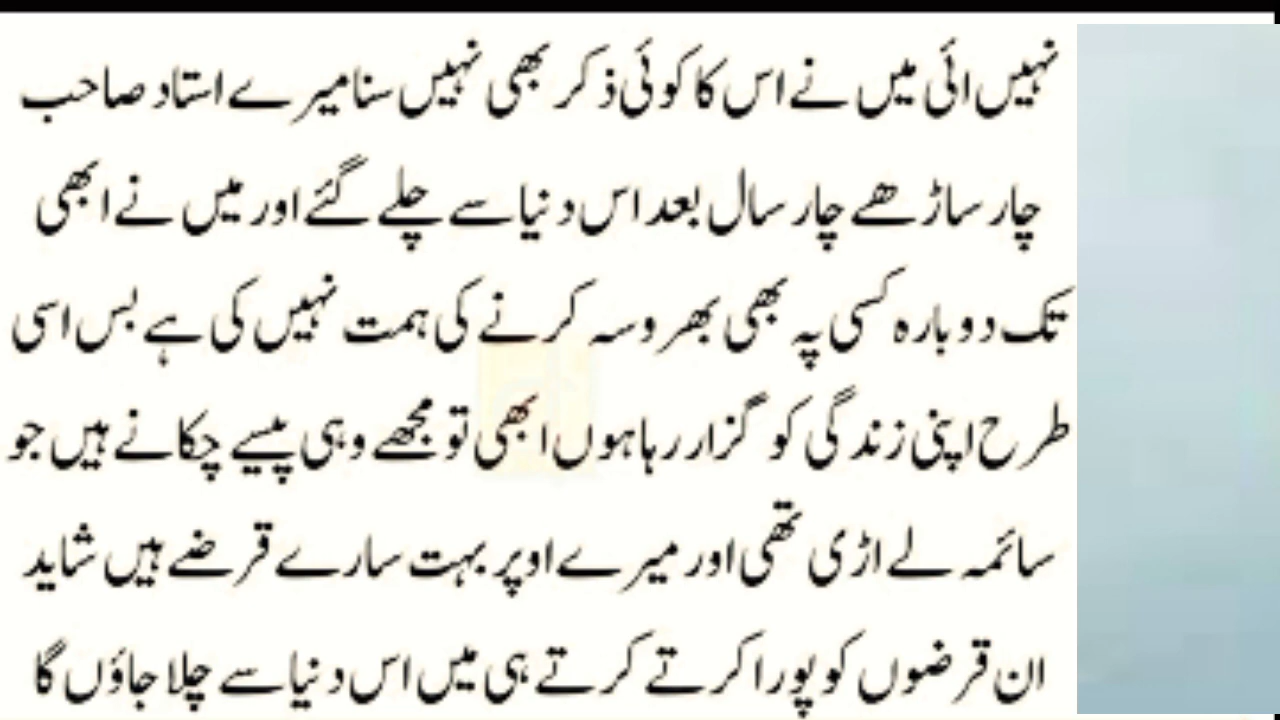 نہیں ائی میں نے اس کا کوئی ذکر بھی نہیں سنا میرے استاد صاحب
چار ساڑھے چار سال بعد اس دنیا سے چلے گئے اور میں نے ابھی
تک دوبارہ کسی پہ بھی بھروسہ کرنے کی ہمت نہیں کی ہے بس اسی
طرح اپنی زندگی کو گزار رہا ہوں ابھی تو مجھے وہی پیسے چکانے ہیں جو
سائمہ لے اڑی تھی اور میرے اوپر بہت سارے قرضے ہیں شاید
ان قرضوں کو پورا کرتے کرتے ہی میں اس دنیا سے چلا جاؤں گا